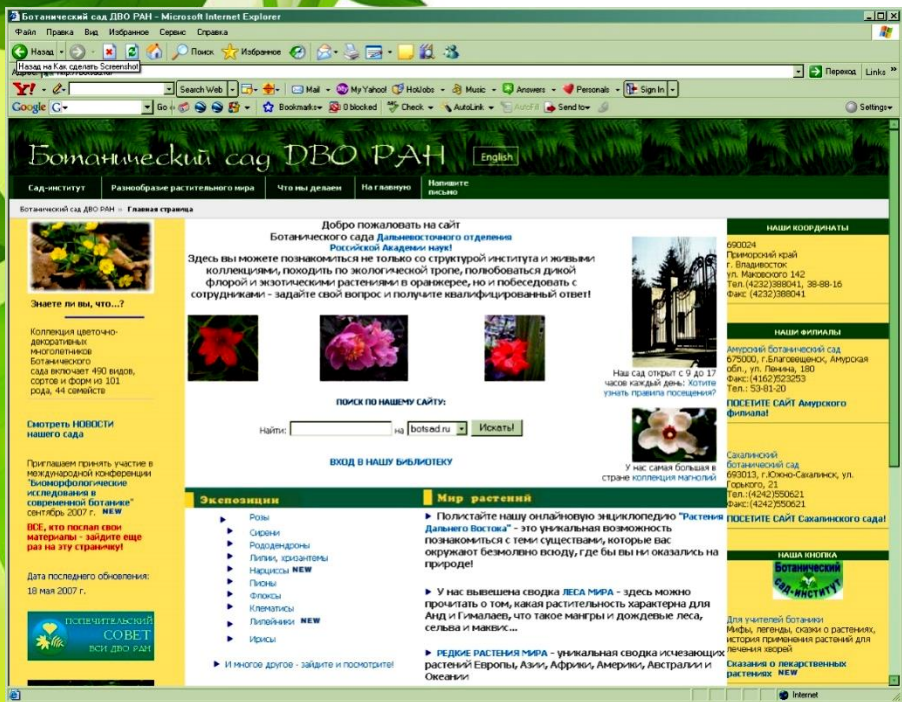 Ботанический сад ДВО РАН - Microsoft Internet Explorer
Файл Правка Вид Избранное Сервис Справка
Назад Поиск Избранное
Назад на Как сделать Screenshot
Переход Links »
Y! Search Web Mail My Yahoo! HotJobs Music Answers Personals Sign In
Google G Go Bookmarks 0 blocked Check AutoLink AutoFill Send to Settings
Ботанический сад ДВО РАН
English
Сад-институт Разнообразие растительного мира Что мы делаем На главную Напишите
письмо
Ботанический сад ДВО РАН » Главная страница
Знаете ли вы, что...?
Коллекция цветочно-
декоративных
многолетников
Ботанического
сада включает 490 видов,
сортов и форм из 101
рода, 44 семейств
Смотреть НОВОСТИ
нашего сада
Приглашаем принять участие в
международной конференции
"Биоморфологические
исследования в
современной ботанике"
сентябрь 2007 г. NEW
ВСЕ, кто послал свои
материалы - зайдите еще
раз на эту страничку!
Дата последнего обновления:
18 мая 2007 г.
ПОПЕЧИТЕЛЬСКИЙ
СОВЕТ
БСИ ДВО РАН
Добро пожаловать на сайт
Ботанического сада Дальневосточного отделения
Российской Академии наук!
Здесь вы можете познакомиться не только со структурой института и живыми
коллекциями, походить по экологической тропе, полюбоваться дикой
флорой и экзотическими растениями в оранжерее, но и побеседовать с
сотрудниками - задайте свой вопрос и получите квалифицированный ответ!
ПОИСК ПО НАШЕМУ САЙТУ:
Найти: на botsad.ru Искать!
ВХОД В НАШУ БИБЛИОТЕКУ
Наш сад открыт с 9 до 17
часов каждый день: Хотите
узнать правила посещения?
У нас самая большая в
стране коллекция магнолий
Экспозиции
Розы
Сирени
Рододендроны
Лилии, хризантемы
Нарциссы NEW
Пионы
Флоксы
Клематисы
Лилейники NEW
Ирисы
И многое другое - зайдите и посмотрите!
Мир растений
Полистайте нашу онлайновую энциклопедию "Растения
Дальнего Востока" - это уникальная возможность
познакомиться с теми существами, которые вас
окружают безмолвно всюду, где бы вы ни оказались на
природе!
У нас вывешена сводка ЛЕСА МИРА - здесь можно
прочитать о том, какая растительность характерна для
Анд и Гималаев, что такое мангры и дождевые леса,
сельва и маквис...
РЕДКИЕ РАСТЕНИЯ МИРА - уникальная сводка исчезающих
растений Европы, Азии, Африки, Америки, Австралии и
Океании
НАШИ КООРДИНАТЫ
690024
Приморский край
г. Владивосток
ул. Маковского 142
Тел.(4232)388041, 38-88-16
Факс (4232)388041
НАШИ ФИЛИАЛЫ
Амурский ботанический сад
675000, г.Благовещенск, Амурская
обл., ул. Ленина, 180
Факс:(4162)523253
Тел.: 53-81-20
ПОСЕТИТЕ САЙТ Амурского
филиала!
Сахалинский
ботанический сад
693013, г.Южно-Сахалинск, ул.
Горького, 21
Тел.:(4242)550621
Факс:(4242)550621
ПОСЕТИТЕ САЙТ Сахалинского сада!
НАША КНОПКА
Ботанический
сад-институт
Для учителей ботаники
Мифы, легенды, сказки о растениях,
история применения растений для
лечения хворей
Сказания о лекарственных
растениях NEW
Internet